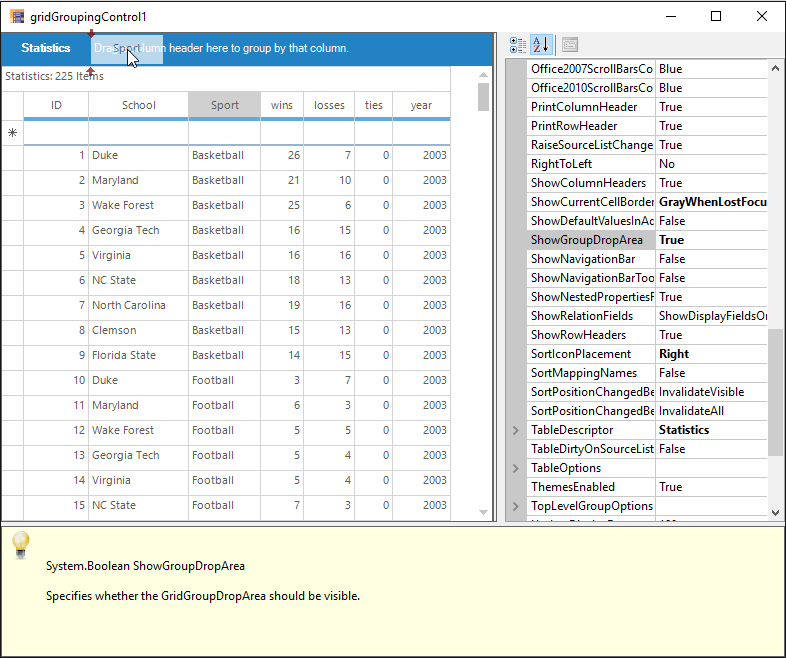 gridGroupingControl1
Statistics Drag Sport lumn header here to group by that column.
Statistics: 225 Items
ID School Sport wins losses ties year
1 Duke Basketball 26 7 0 2003
2 Maryland Basketball 21 10 0 2003
3 Wake Forest Basketball 25 6 0 2003
4 Georgia Tech Basketball 16 15 0 2003
5 Virginia Basketball 16 16 0 2003
6 NC State Basketball 18 13 0 2003
7 North Carolina Basketball 19 16 0 2003
8 Clemson Basketball 15 13 0 2003
9 Florida State Basketball 14 15 0 2003
10 Duke Football 3 7 0 2003
11 Maryland Football 6 3 0 2003
12 Wake Forest Football 5 5 0 2003
13 Georgia Tech Football 5 4 0 2003
14 Virginia Football 5 4 0 2003
15 NC State Football 7 3 0 2003
Office2007ScrollBarsCo Blue
Office2010ScrollBarsCo Blue
PrintColumnHeader True
PrintRowHeader True
RaiseSourceListChange True
RightToLeft No
ShowColumnHeaders True
ShowCurrentCellBorder GrayWhenLostFocu
ShowDefaultValuesInAc False
ShowGroupDropArea True
ShowNavigationBar False
ShowNavigationBarToo False
ShowNestedPropertiesF True
ShowRelationFields ShowDisplayFieldsOn
ShowRowHeaders True
SortIconPlacement Right
SortMappingNames False
SortPositionChangedBe InvalidateVisible
SortPositionChangedBe InvalidateAll
TableDescriptor Statistics
TableDirtyOnSourceList False
TableOptions
ThemesEnabled True
TopLevelGroupOptions
System.Boolean ShowGroupDropArea
Specifies whether the GridGroupDropArea should be visible.